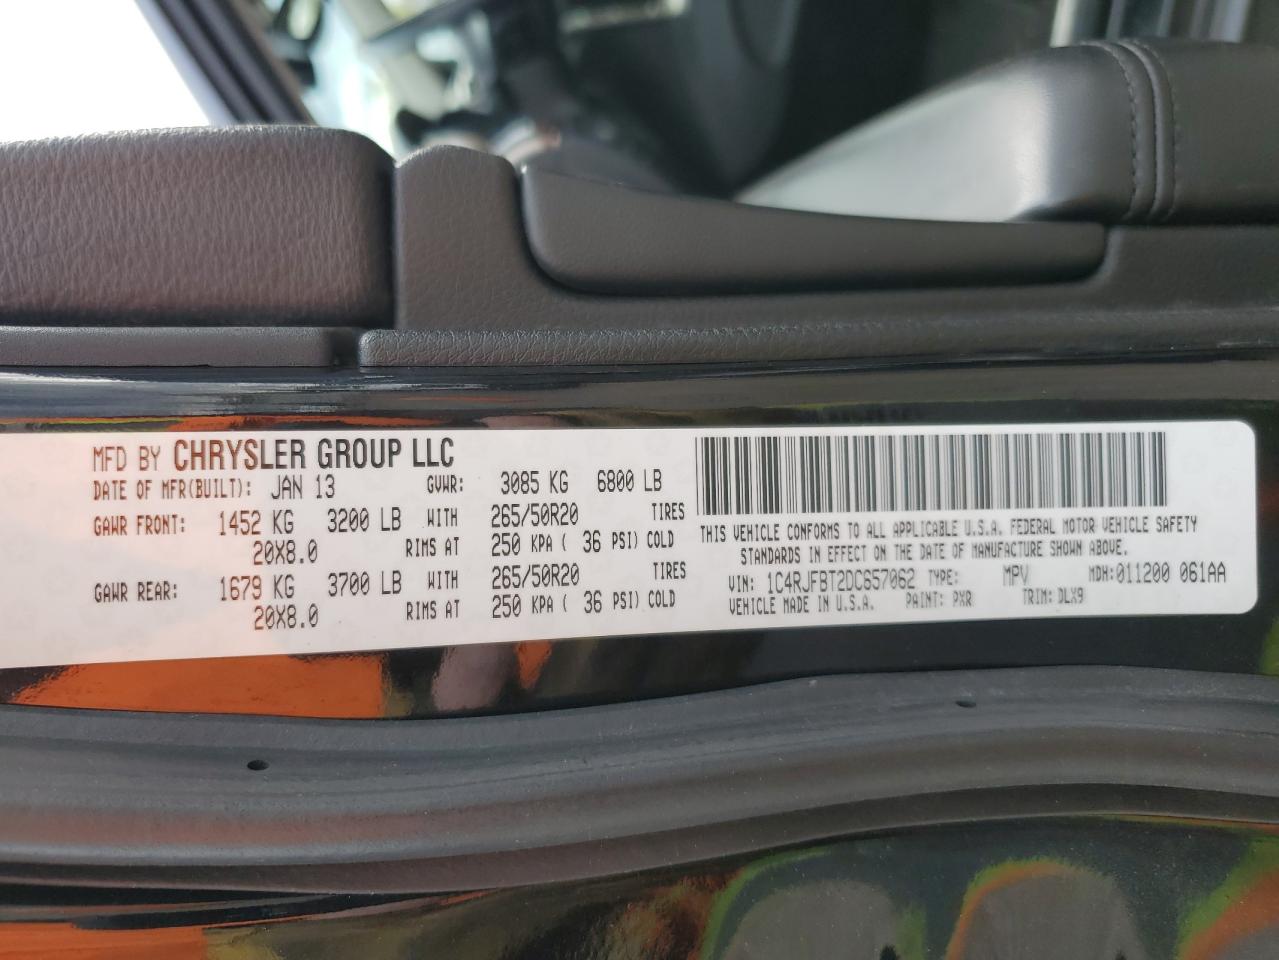 MFD BY CHRYSLER GROUP LLC
DATE OF MFR(BUILT): JAN 13 GVWR: 3085 KG 6800 LB
GAWR FRONT: 1452 KG 3200 LB WITH 265/50R20 TIRES
20X8.0 RIMS AT 250 KPA ( 36 PSI) COLD
GAWR REAR: 1679 KG 3700 LB WITH 265/50R20 TIRES
20X8.0 RIMS AT 250 KPA ( 36 PSI) COLD
THIS VEHICLE CONFORMS TO ALL APPLICABLE U.S.A. FEDERAL MOTOR VEHICLE SAFETY
STANDARDS IN EFFECT ON THE DATE OF MANUFACTURE SHOWN ABOVE.
VIN: 1C4RJFBT2DC657062 TYPE: MPV MDH:011200 061AA
VEHICLE MADE IN U.S.A. PAINT: PXR TRIM: DLX9